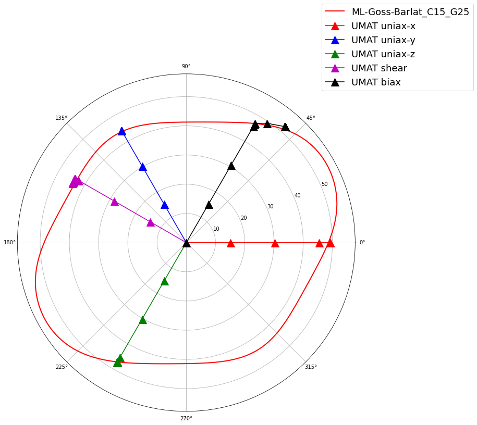 ML-Goss-Barlat_C15_G25
UMAT uniax-x
UMAT uniax-y
UMAT uniax-z
UMAT shear
UMAT biax
90°
135°
45°
50
40
30
20
10
180°
0°
225°
315°
270°